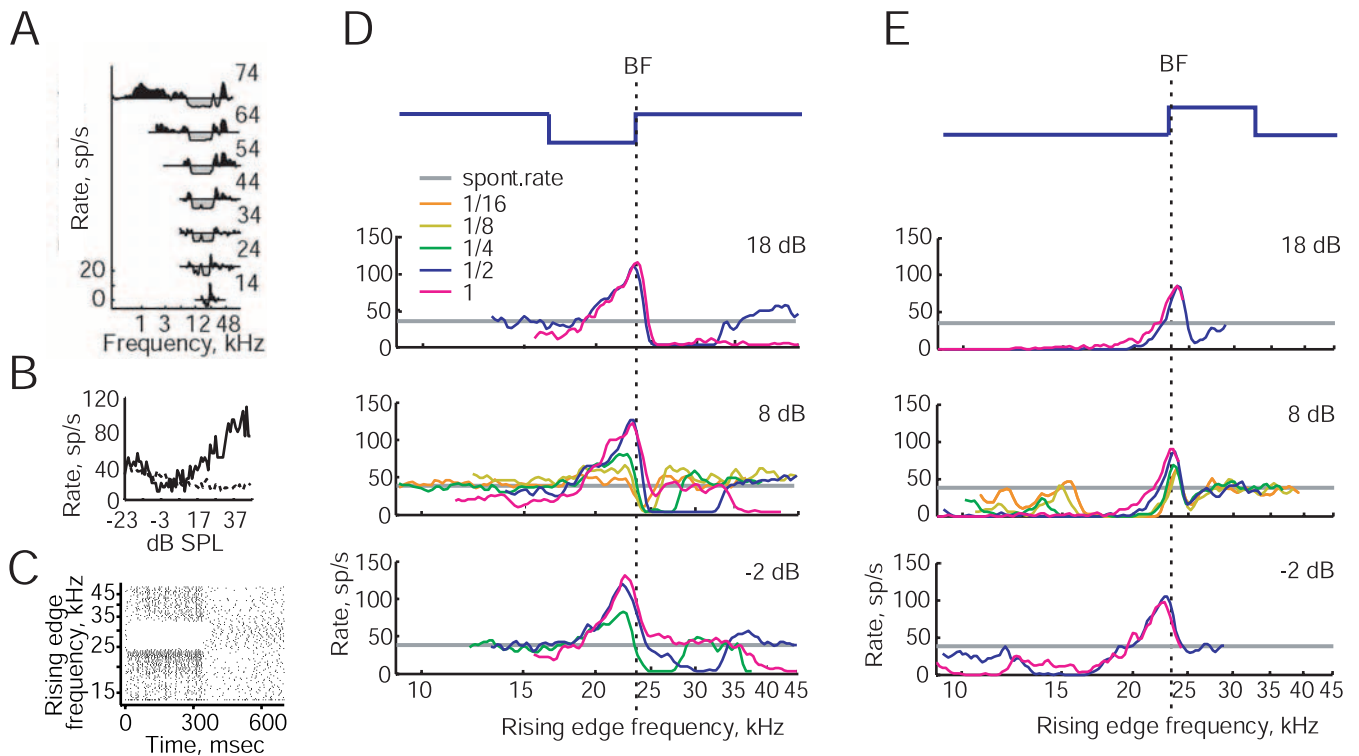 A
74
64
54
44
34
24
14
Rate, sp/s
20
0
1 3 12 48
Frequency, kHz
B
120
80
40
0
Rate, sp/s
-23 -3 17 37
dB SPL
C
45
35
25
15
Rising edge
frequency, kHz
0 300 600
Time, msec
D
BF
spont.rate
1/16
1/8
1/4
1/2
1
150
100
50
0
18 dB
150
100
50
0
8 dB
150
100
50
0
-2 dB
Rate, sp/s
10 15 20 25 30 35 40 45
Rising edge frequency, kHz
E
BF
150
100
50
0
18 dB
150
100
50
0
8 dB
150
100
50
0
-2 dB
Rate, sp/s
10 15 20 25 30 35 40 45
Rising edge frequency, kHz